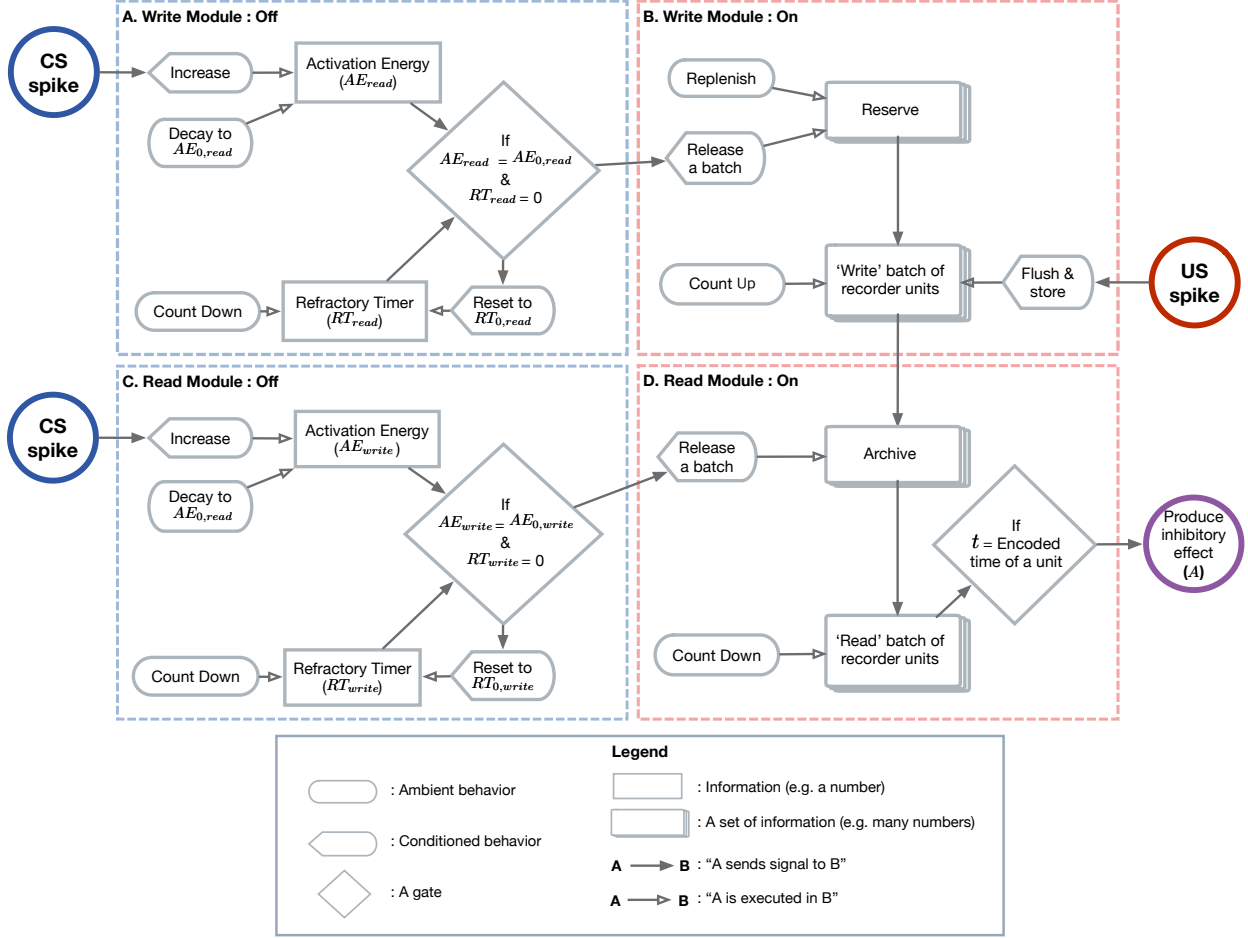 A. Write Module : Off
CS
spike
Increase
Activation Energy
(AE_read)
Decay to
AE_0,read
If
AE_read = AE_0,read
&
RT_read = 0
Count Down
Refractory Timer
(RT_read)
Reset to
RT_0,read
B. Write Module : On
Replenish
Reserve
Release
a batch
Count Up
'Write' batch of
recorder units
Flush &
store
US
spike
C. Read Module : Off
CS
spike
Increase
Activation Energy
(AE_write)
Decay to
AE_0,read
If
AE_write = AE_0,write
&
RT_write = 0
Count Down
Refractory Timer
(RT_write)
Reset to
RT_0,write
D. Read Module : On
Release
a batch
Archive
If
t = Encoded
time of a unit
Produce
inhibitory
effect
(A)
Count Down
'Read' batch of
recorder units
Legend
: Ambient behavior
: Conditioned behavior
: A gate
: Information (e.g. a number)
: A set of information (e.g. many numbers)
A B : "A sends signal to B"
A B : "A is executed in B"